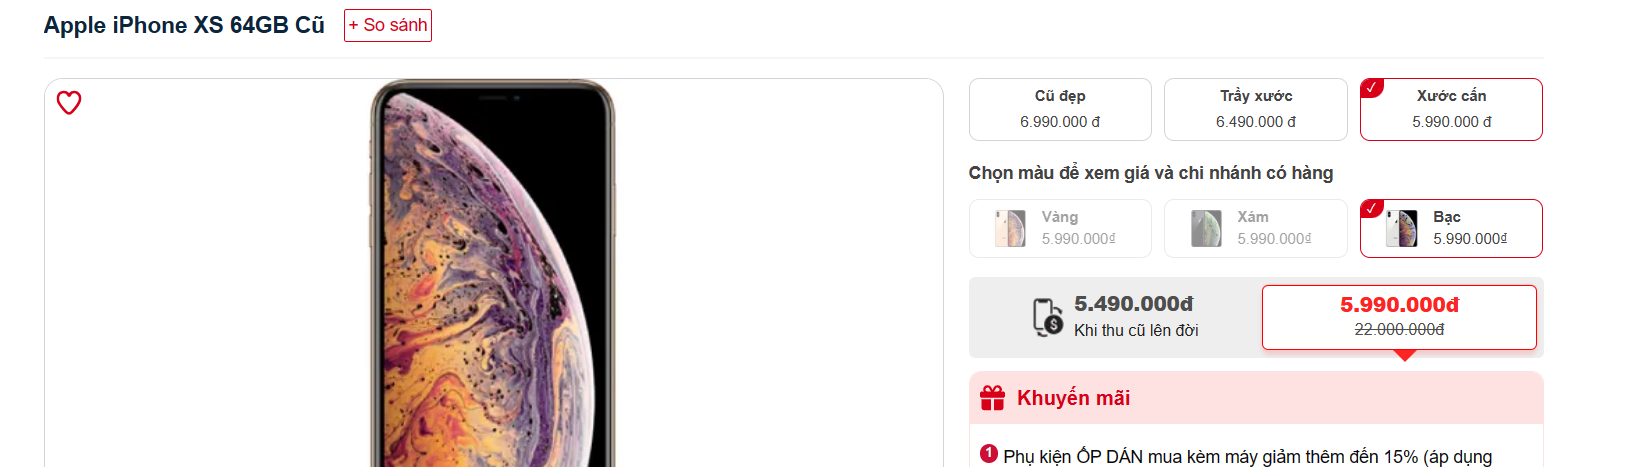 Apple iPhone XS 64GB Cũ
+ So sánh
Cũ đẹp
6.990.000 đ
Trầy xước
6.490.000 đ
Xước cấn
5.990.000 đ
Chọn màu để xem giá và chi nhánh có hàng
Vàng
5.990.000₫
Xám
5.990.000₫
Bạc
5.990.000₫
5.490.000đ
Khi thu cũ lên đời
5.990.000đ
22.000.000đ
Khuyến mãi
1 Phụ kiện ỐP DÁN mua kèm máy giảm thêm đến 15% (áp dụng